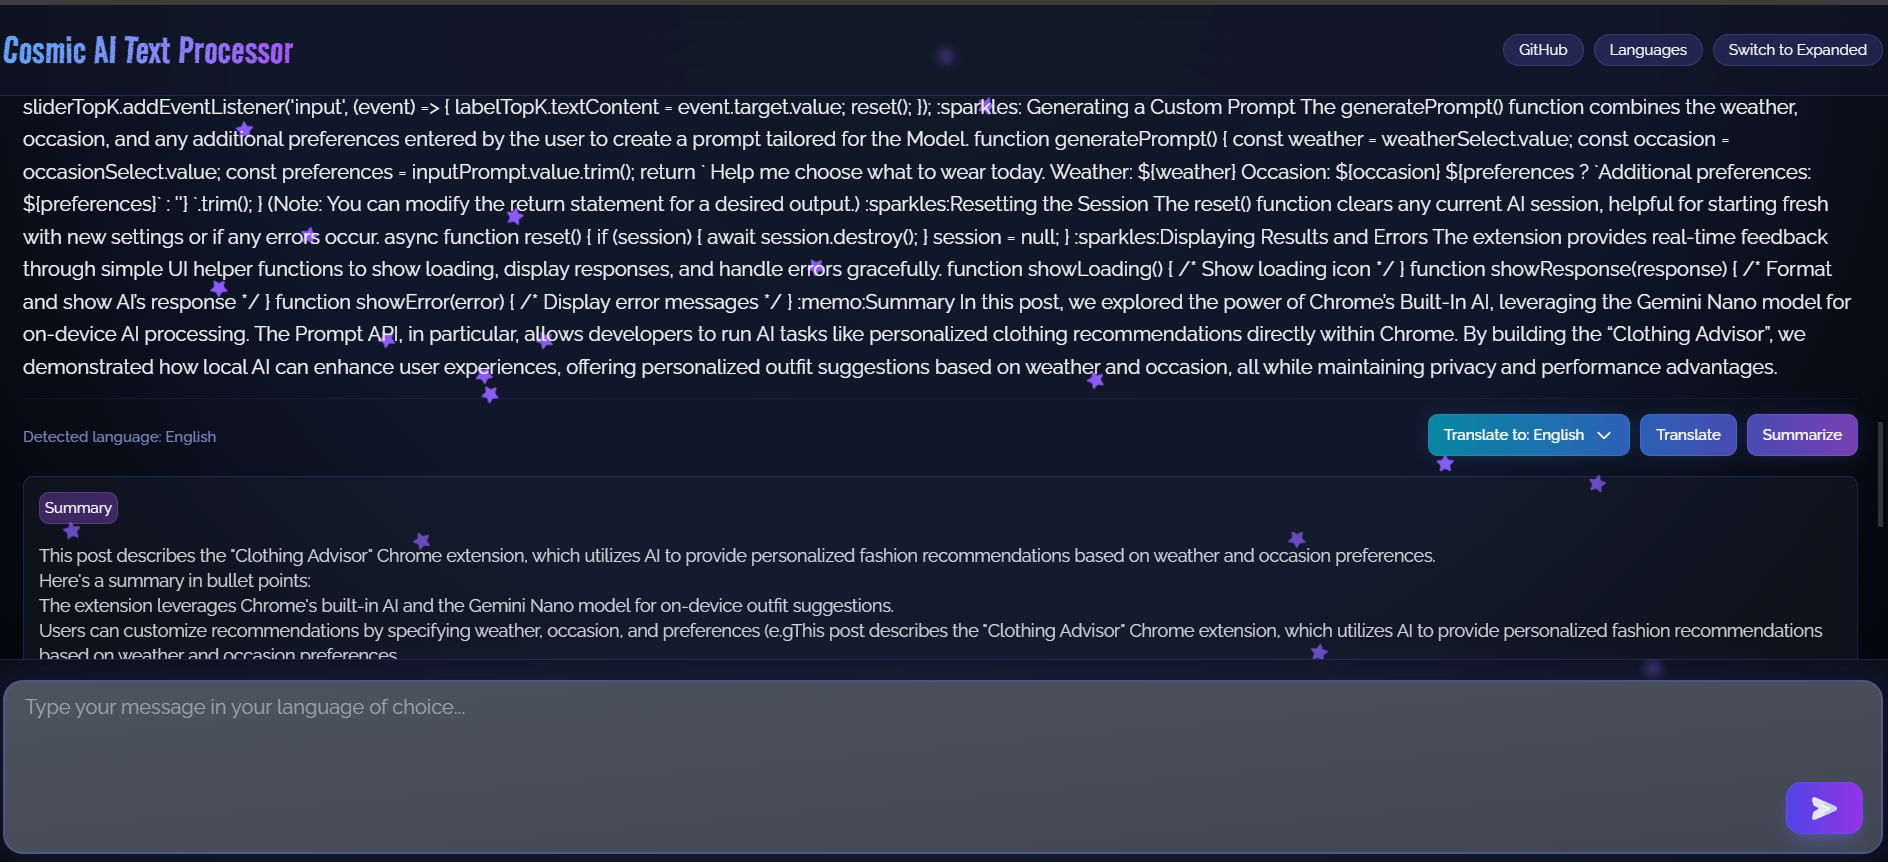 Cosmic AI Text Processor
GitHub
Languages
Switch to Expanded
sliderTopK.addEventListener('input', (event) => { labelTopK.textContent = event.target.value; reset(); }); :sparkles: Generating a Custom Prompt The generatePrompt() function combines the weather,
occasion, and any additional preferences entered by the user to create a prompt tailored for the Model. function generatePrompt() { const weather = weatherSelect.value; const occasion =
occasionSelect.value; const preferences = inputPrompt.value.trim(); return ` Help me choose what to wear today. Weather: ${weather} Occasion: ${occasion} ${preferences ? `Additional preferences:
${preferences}` : ''} `.trim(); } (Note: You can modify the return statement for a desired output.) :sparkles:Resetting the Session The reset() function clears any current AI session, helpful for starting fresh
with new settings or if any errors occur. async function reset() { if (session) { await session.destroy(); } session = null; } :sparkles:Displaying Results and Errors The extension provides real-time feedback
through simple UI helper functions to show loading, display responses, and handle errors gracefully. function showLoading() { /* Show loading icon */ } function showResponse(response) { /* Format
and show AI's response */ } function showError(error) { /* Display error messages */ } :memo:Summary In this post, we explored the power of Chrome's Built-In AI, leveraging the Gemini Nano model for
on-device AI processing. The Prompt API, in particular, allows developers to run AI tasks like personalized clothing recommendations directly within Chrome. By building the “Clothing Advisor”, we
demonstrated how local AI can enhance user experiences, offering personalized outfit suggestions based on weather and occasion, all while maintaining privacy and performance advantages.
Detected language: English
Translate to: English
Translate
Summarize
Summary
This post describes the "Clothing Advisor" Chrome extension, which utilizes AI to provide personalized fashion recommendations based on weather and occasion preferences.
Here's a summary in bullet points:
The extension leverages Chrome's built-in AI and the Gemini Nano model for on-device outfit suggestions.
Users can customize recommendations by specifying weather, occasion, and preferences (e.gThis post describes the "Clothing Advisor" Chrome extension, which utilizes AI to provide personalized fashion recommendations
based on weather and occasion preferences.
Type your message in your language of choice...